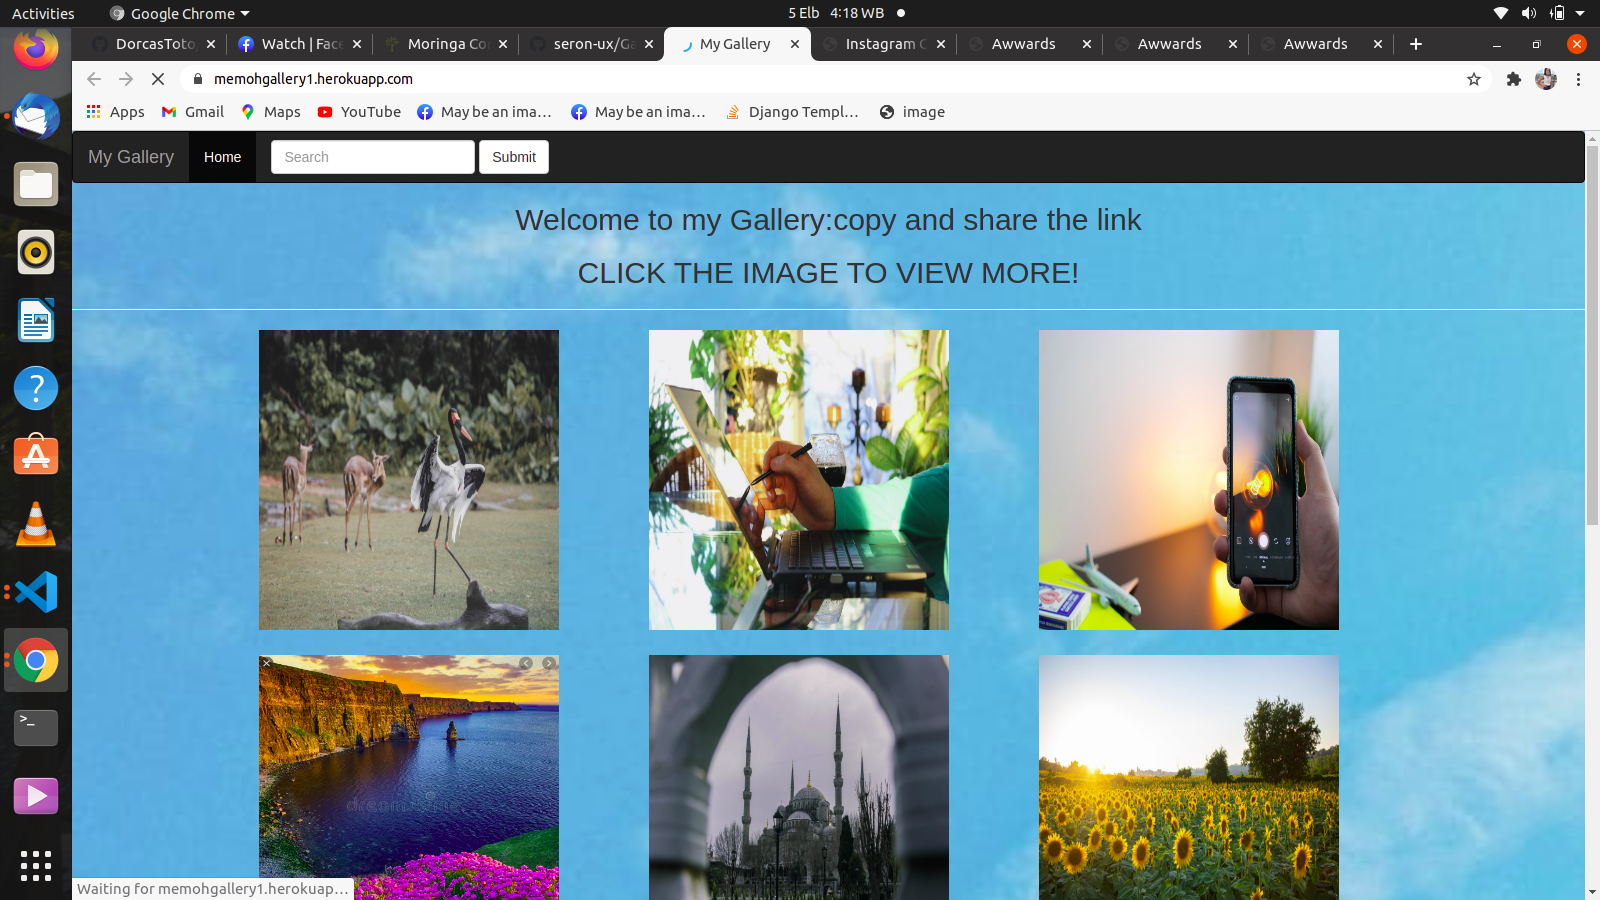 Activities
Google Chrome
5 Elb 4:18 WB
DorcasToto
Watch | Face
Moringa Co
seron-ux/Ga
My Gallery
Instagram C
Awwards
Awwards
Awwards
memohgallery1.herokuapp.com
Apps
Gmail
Maps
YouTube
May be an ima…
May be an ima…
Django Templ…
image
My Gallery
Home
Search
Submit
Welcome to my Gallery:copy and share the link
CLICK THE IMAGE TO VIEW MORE!
Waiting for memohgallery1.herokuap…